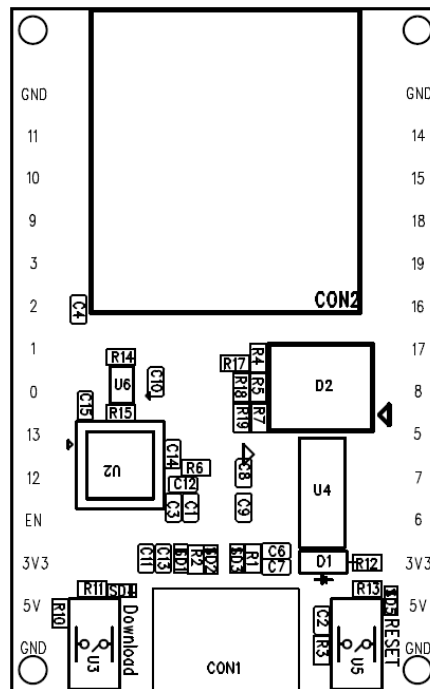 GND GND
11 14
10 15
9 18
3 19
CON2
2 C4 16
1 R14 R17 R4 17
U6 C10 R18 R5 D2
0 8
C15 R15 R19 R7
13 5
U2 C14 R6 C8
12 C12 U4 7
C3 C1 C9
EN 6
C11 C13 SD1 R2 SD2 SD3 R1 C6
3V3 C7 D1 R12 3V3
R11 SD4 R13 SD5
5V R10 Download C2 RESET 5V
GND U3 CON1 R3 U5 GND